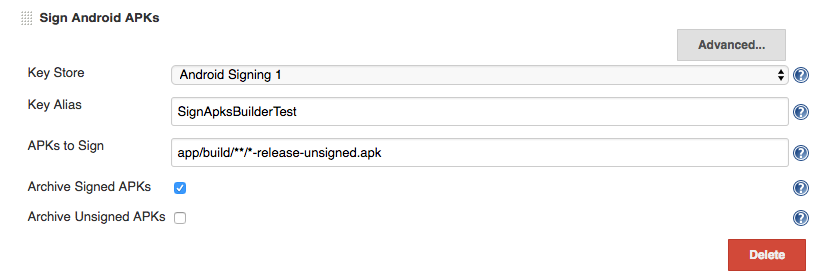 Sign Android APKs
Advanced...
Key Store
Android Signing 1
Key Alias
SignApksBuilderTest
APKs to Sign
app/build/**/*-release-unsigned.apk
Archive Signed APKs
Archive Unsigned APKs
Delete